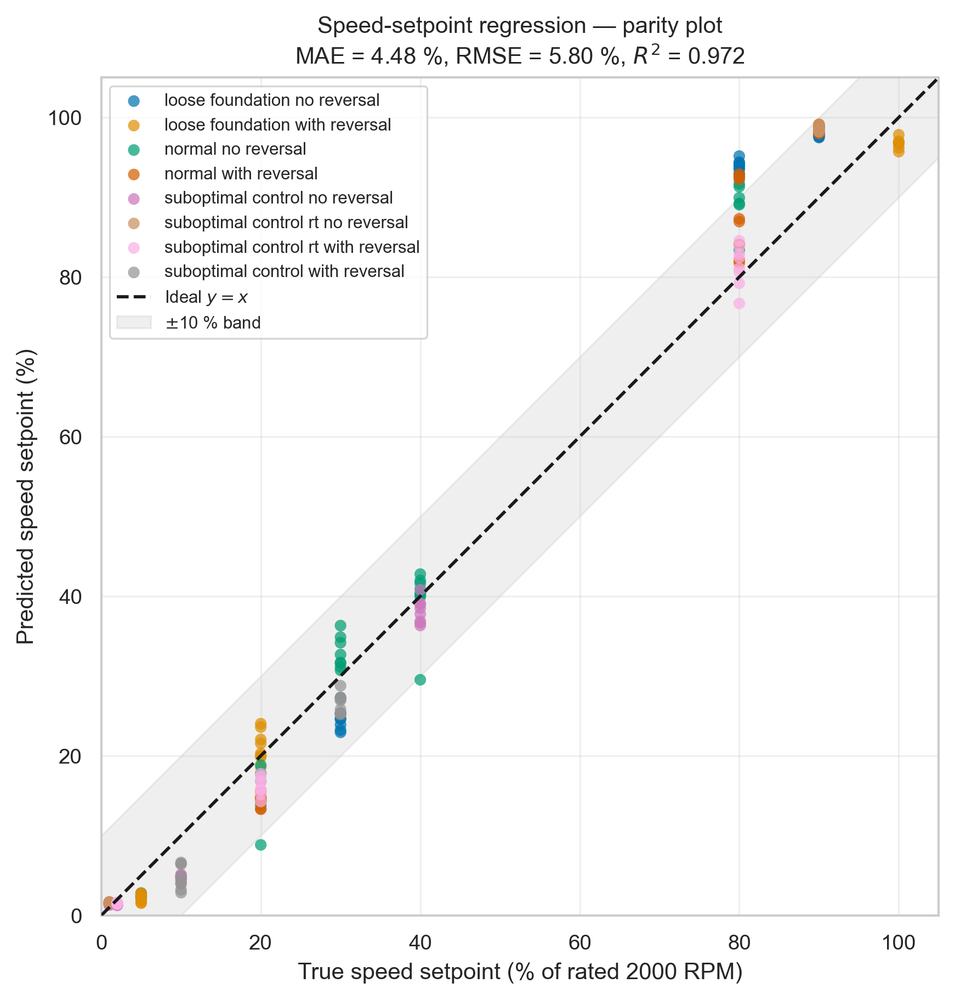 Speed-setpoint regression — parity plot
MAE = 4.48 %, RMSE = 5.80 %, R² = 0.972
loose foundation no reversal
loose foundation with reversal
normal no reversal
normal with reversal
suboptimal control no reversal
suboptimal control rt no reversal
suboptimal control rt with reversal
suboptimal control with reversal
Ideal y = x
±10 % band
Predicted speed setpoint (%)
100
80
60
40
20
0
0 20 40 60 80 100
True speed setpoint (% of rated 2000 RPM)